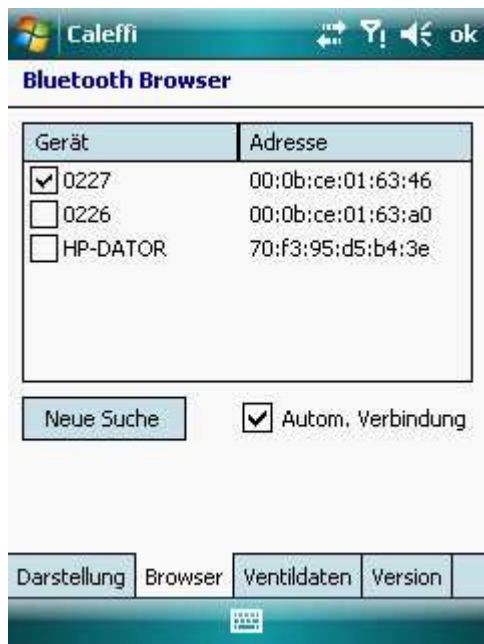 Caleffi ok
Bluetooth Browser
Gerät Adresse
0227 00:0b:ce:01:63:46
0226 00:0b:ce:01:63:a0
HP-DATOR 70:f3:95:d5:b4:3e
Neue Suche Autom. Verbindung
Darstellung Browser Ventildaten Version